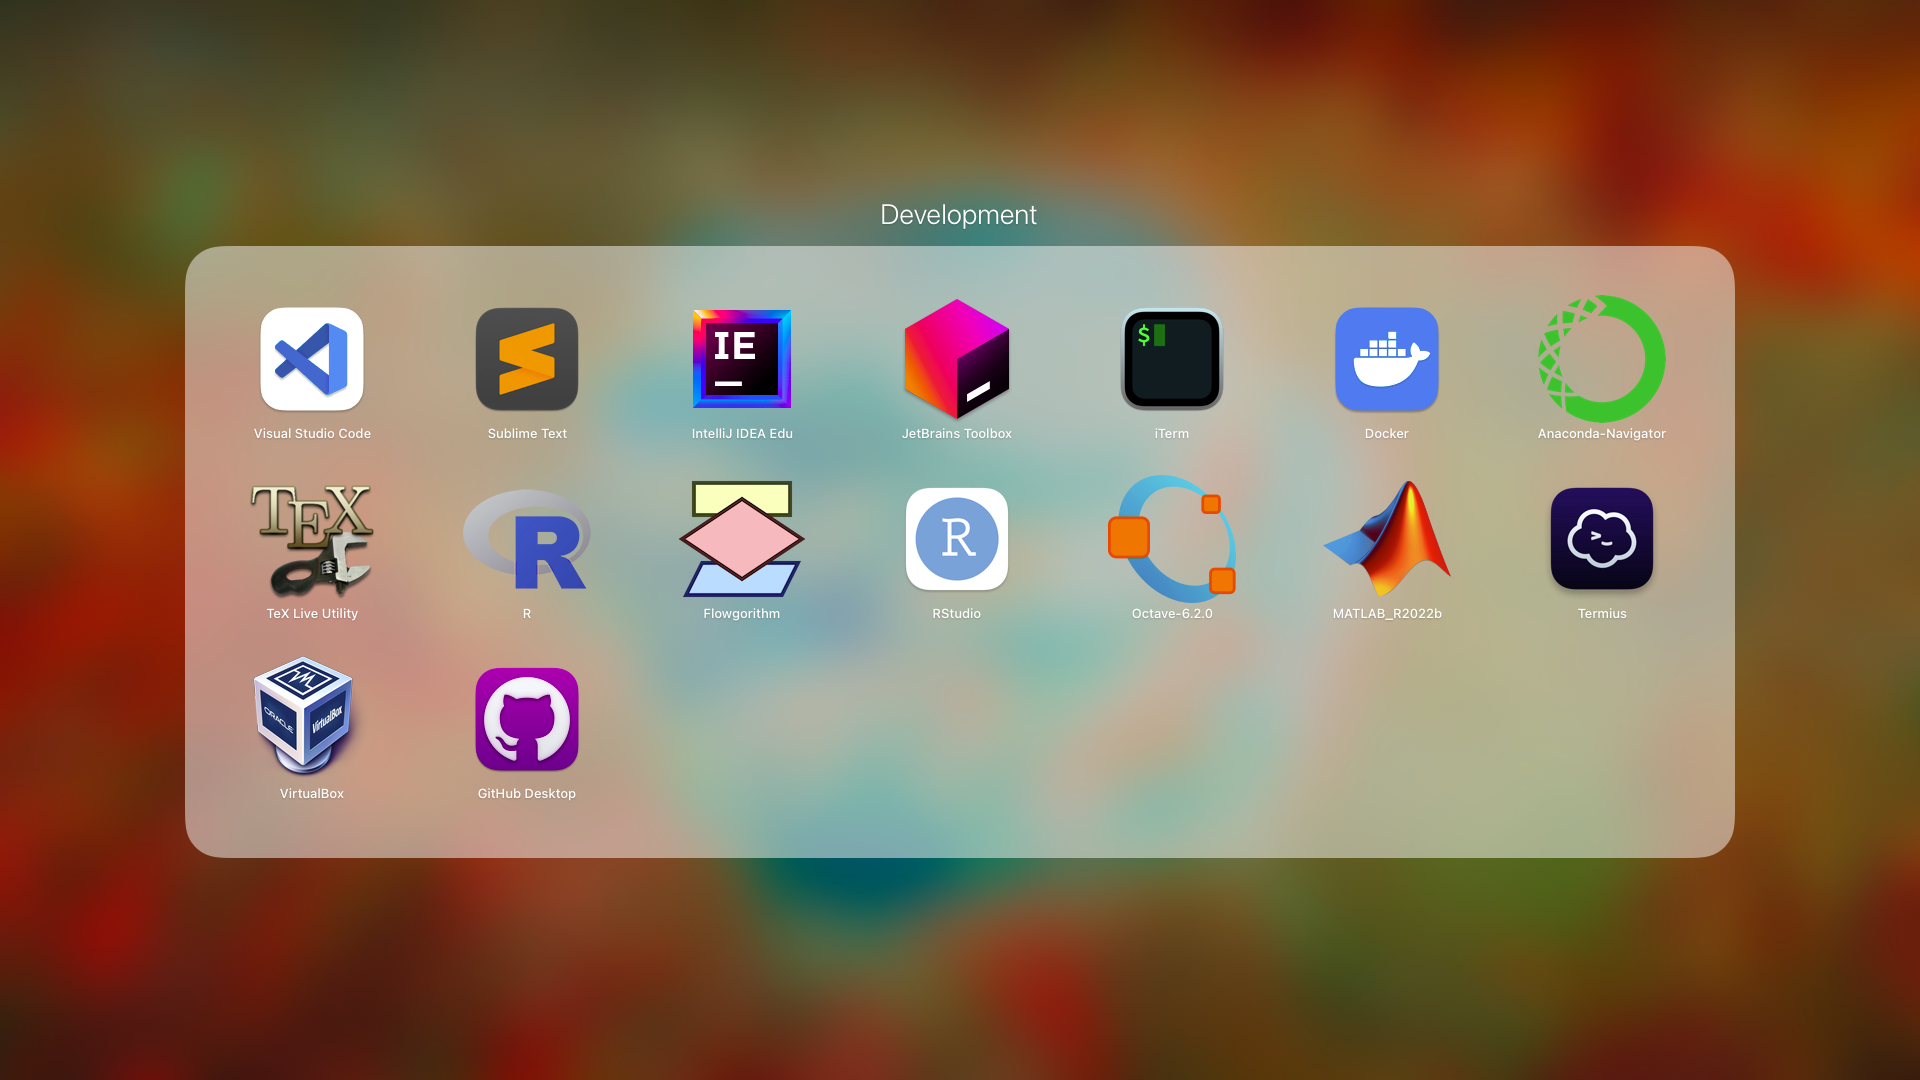 Development
IE
$
Visual Studio Code
Sublime Text
IntelliJ IDEA Edu
JetBrains Toolbox
iTerm
Docker
Anaconda-Navigator
TEX
R
R
>_
TeX Live Utility
R
Flowgorithm
RStudio
Octave-6.2.0
MATLAB_R2022b
Termius
ORACLE
VirtualBox
VirtualBox
GitHub Desktop